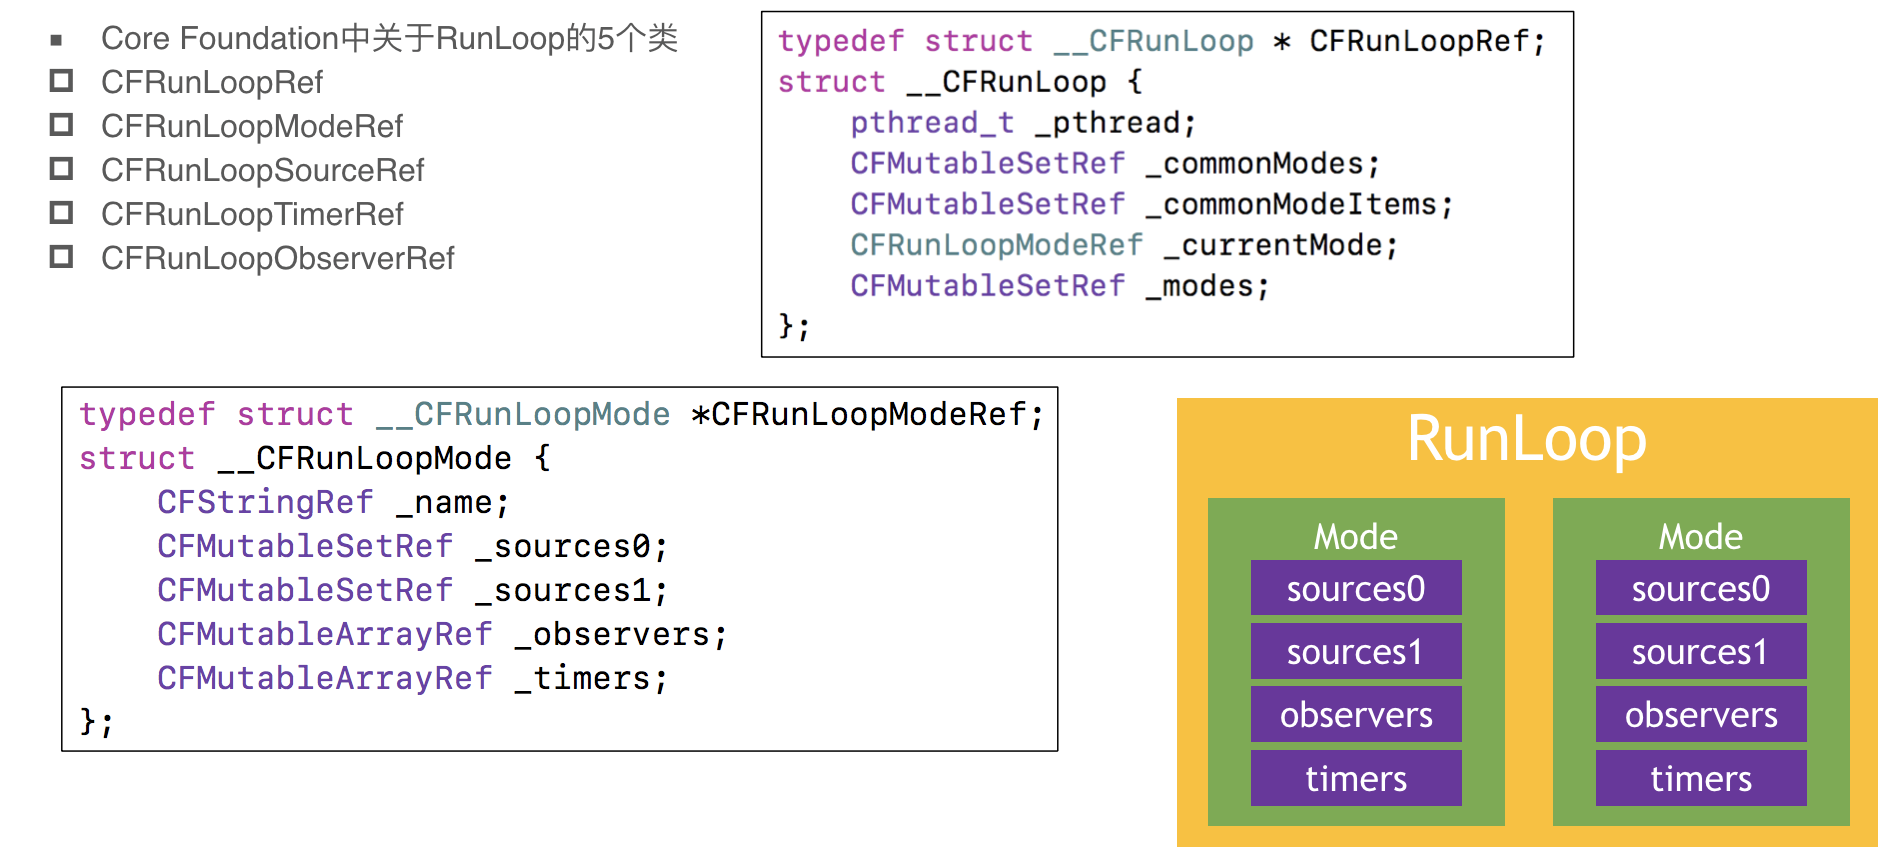 Core Foundation中关于RunLoop的5个类
CFRunLoopRef
CFRunLoopModeRef
CFRunLoopSourceRef
CFRunLoopTimerRef
CFRunLoopObserverRef
typedef struct __CFRunLoop * CFRunLoopRef;
struct __CFRunLoop {
    pthread_t _pthread;
    CFMutableSetRef _commonModes;
    CFMutableSetRef _commonModeItems;
    CFRunLoopModeRef _currentMode;
    CFMutableSetRef _modes;
};
typedef struct __CFRunLoopMode *CFRunLoopModeRef;
struct __CFRunLoopMode {
    CFStringRef _name;
    CFMutableSetRef _sources0;
    CFMutableSetRef _sources1;
    CFMutableArrayRef _observers;
    CFMutableArrayRef _timers;
};
RunLoop
Mode
sources0
sources1
observers
timers
Mode
sources0
sources1
observers
timers